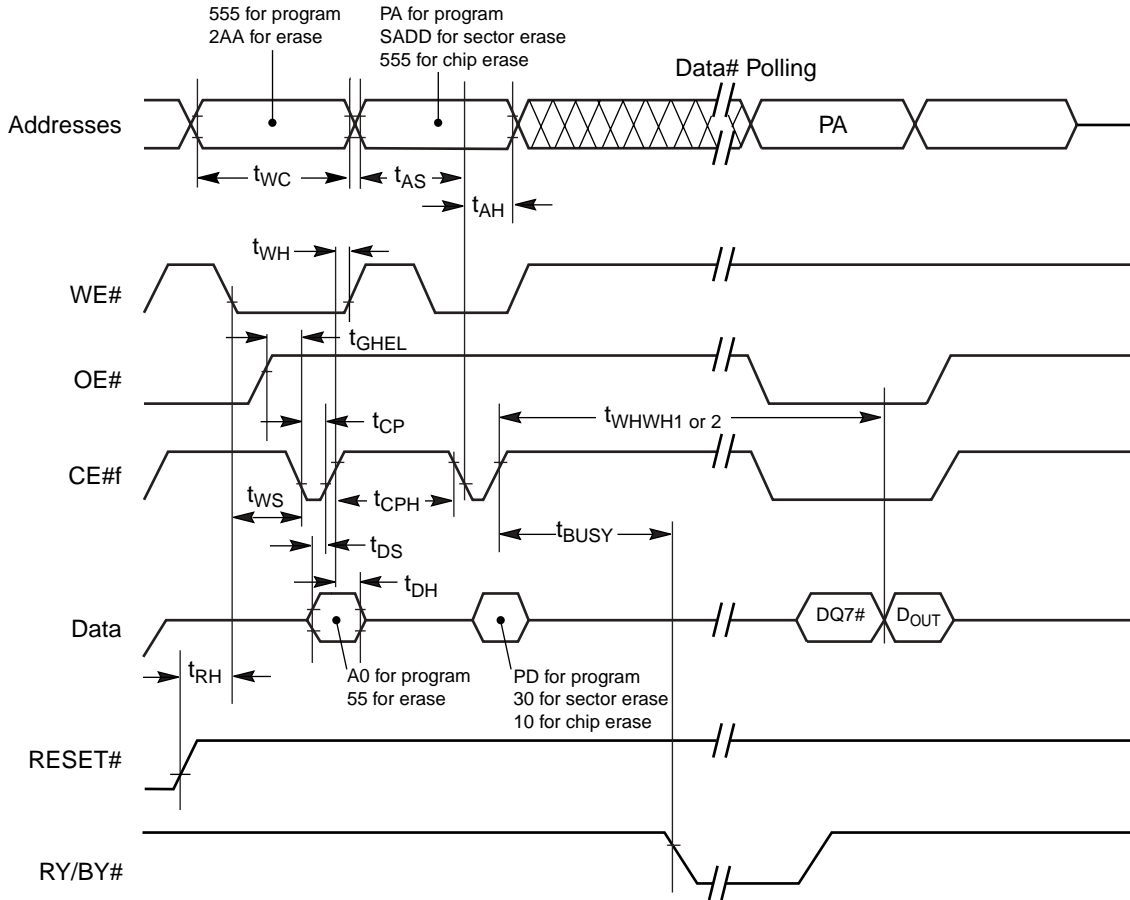 555 for program
2AA for erase
PA for program
SADD for sector erase
555 for chip erase
Data# Polling
Addresses
PA
tWC
tAS
tAH
tWH
WE#
tGHEL
OE#
tWHWH1 or 2
tCP
CE#f
tWS
tCPH
tBUSY
tDS
tDH
Data
DQ7#
DOUT
tRH
A0 for program
55 for erase
PD for program
30 for sector erase
10 for chip erase
RESET#
RY/BY#